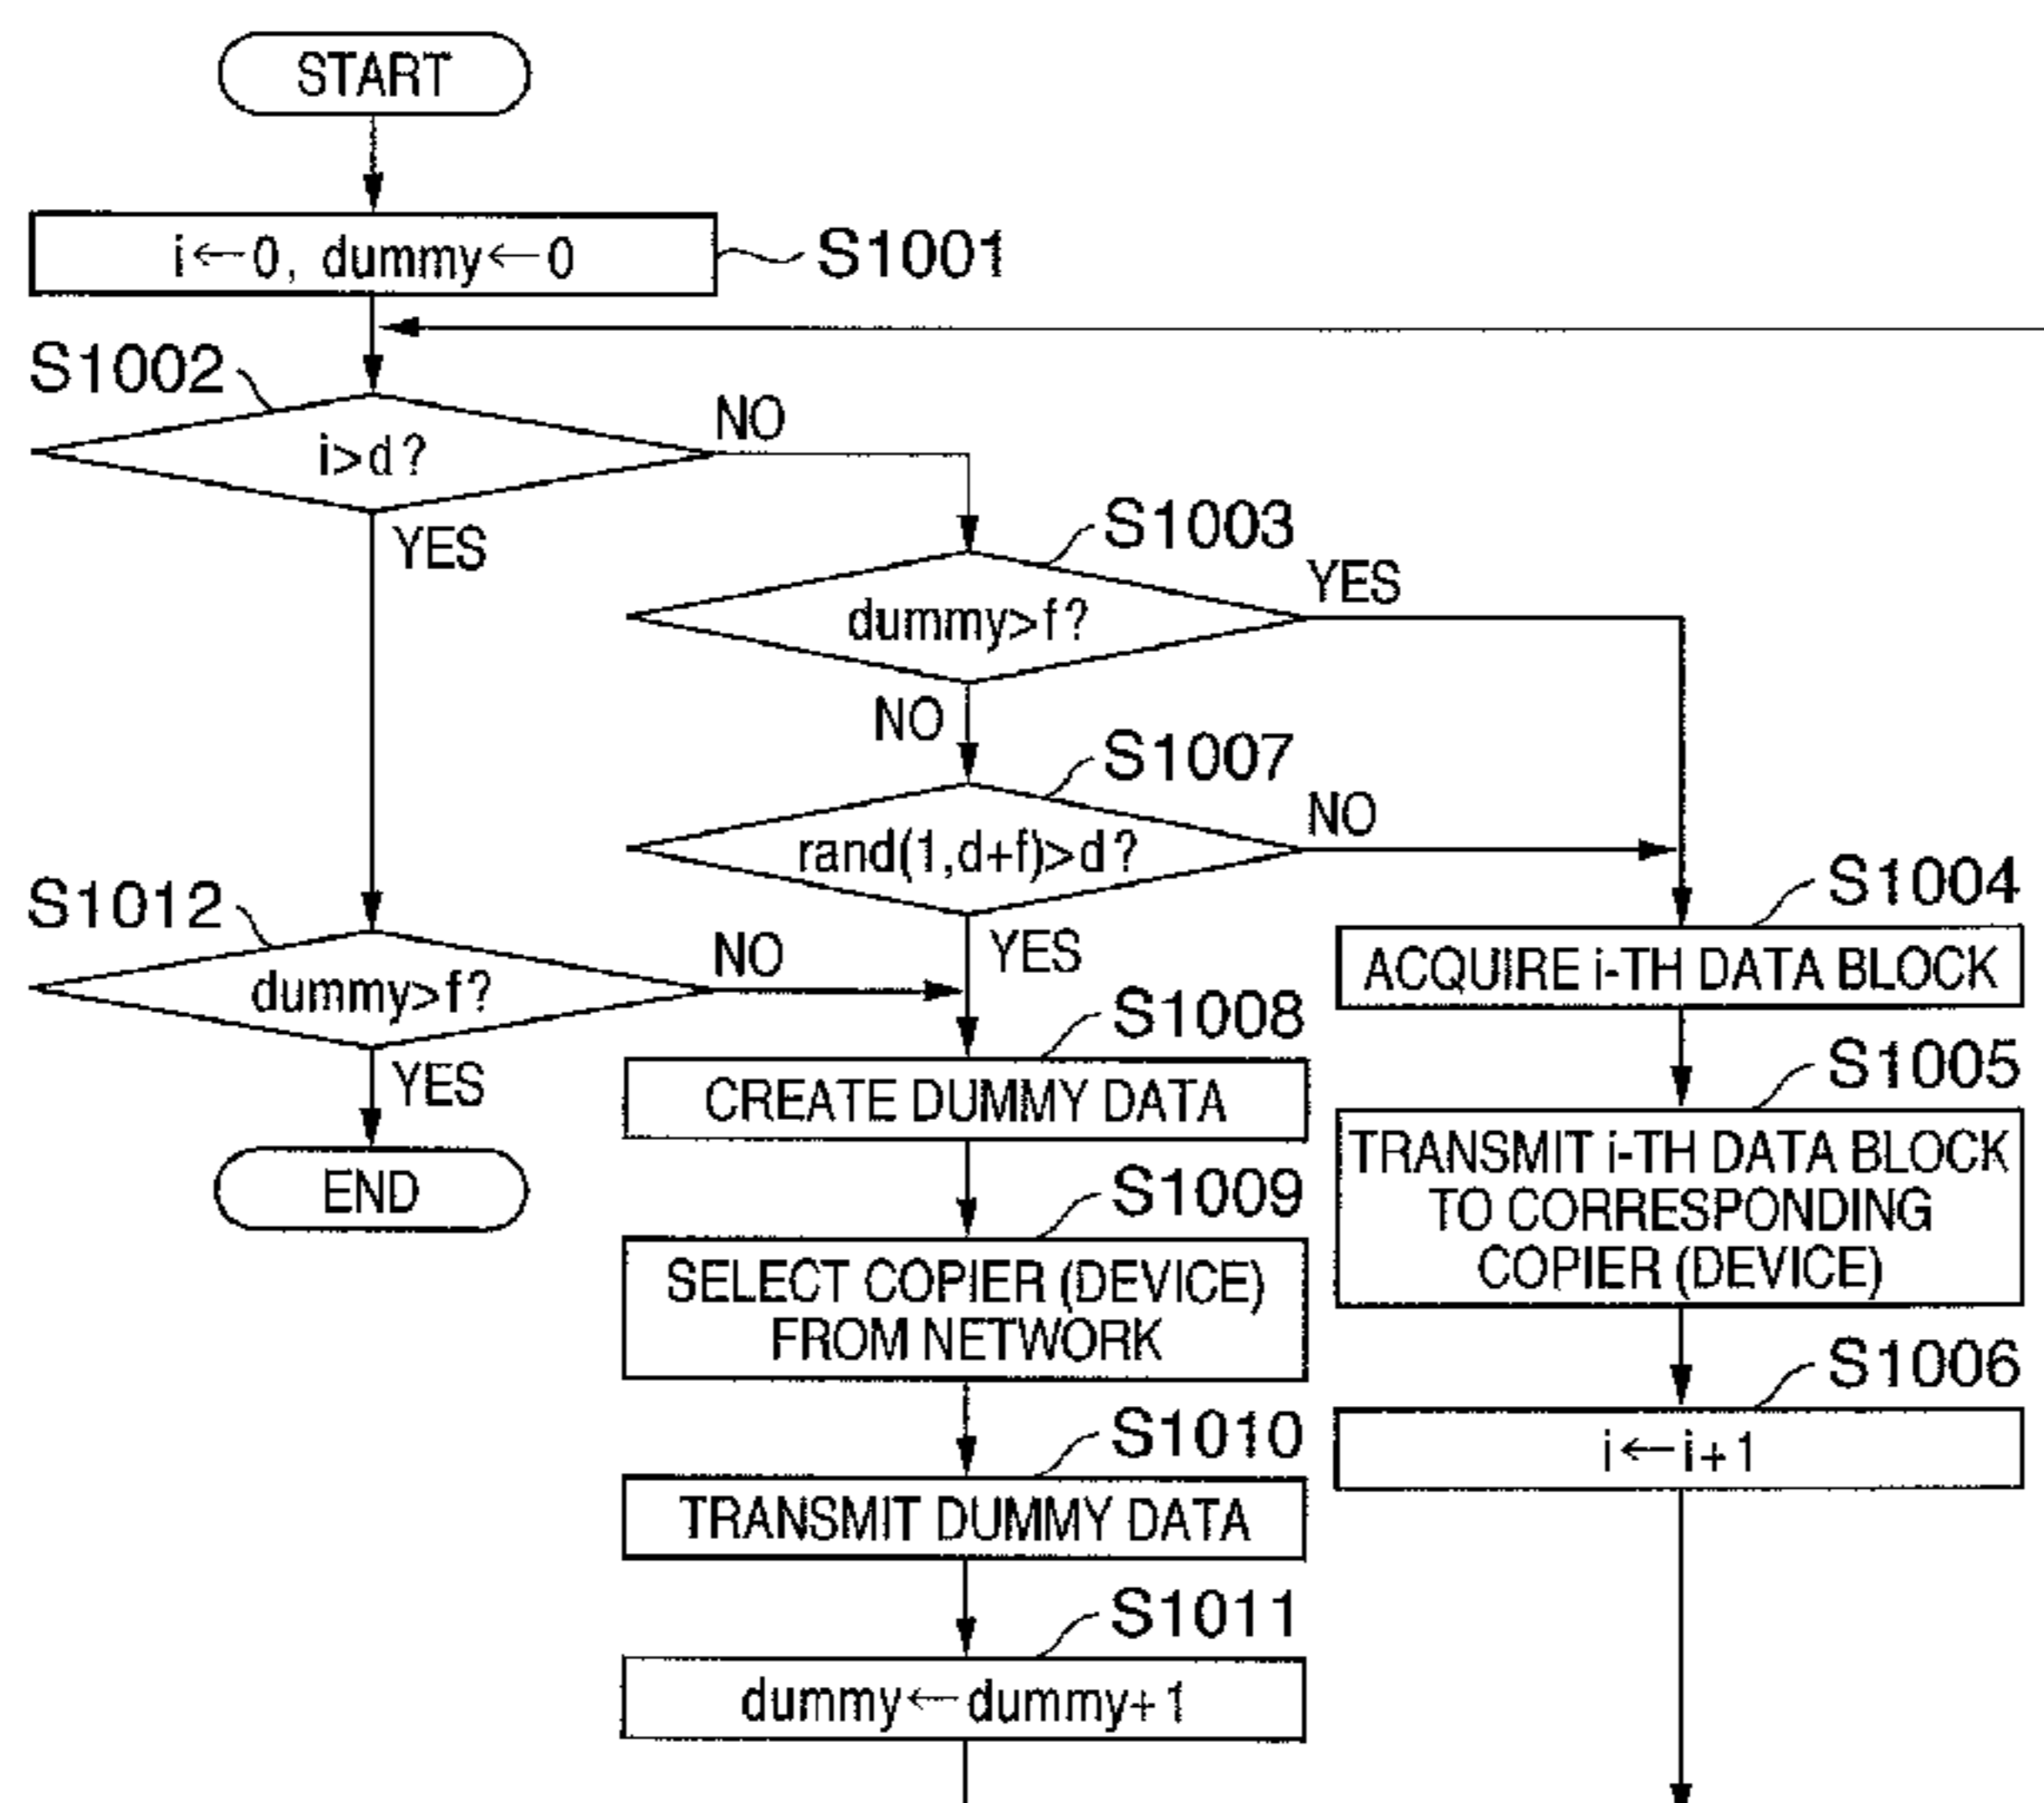 START
i←0, dummy←0
S1001
S1002
i>d?
NO
YES
S1003
dummy>f?
YES
NO
S1007
rand(1,d+f)>d?
NO
YES
S1012
dummy>f?
NO
YES
END
S1004
ACQUIRE i-TH DATA BLOCK
S1005
TRANSMIT i-TH DATA BLOCK
TO CORRESPONDING
COPIER (DEVICE)
S1006
i←i+1
S1008
CREATE DUMMY DATA
S1009
SELECT COPIER (DEVICE)
FROM NETWORK
S1010
TRANSMIT DUMMY DATA
S1011
dummy←dummy+1